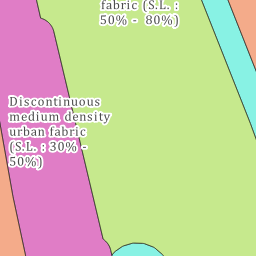 fabric (S.L. :
50% - 80%)
Discontinuous
medium density
urban fabric
(S.L. : 30% -
50%)